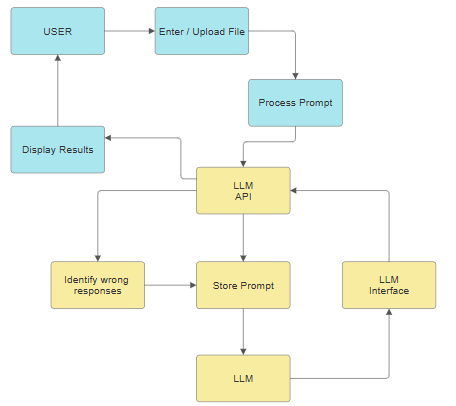 USER
Enter / Upload File
Process Prompt
Display Results
LLM
API
Identify wrong
responses
Store Prompt
LLM
Interface
LLM